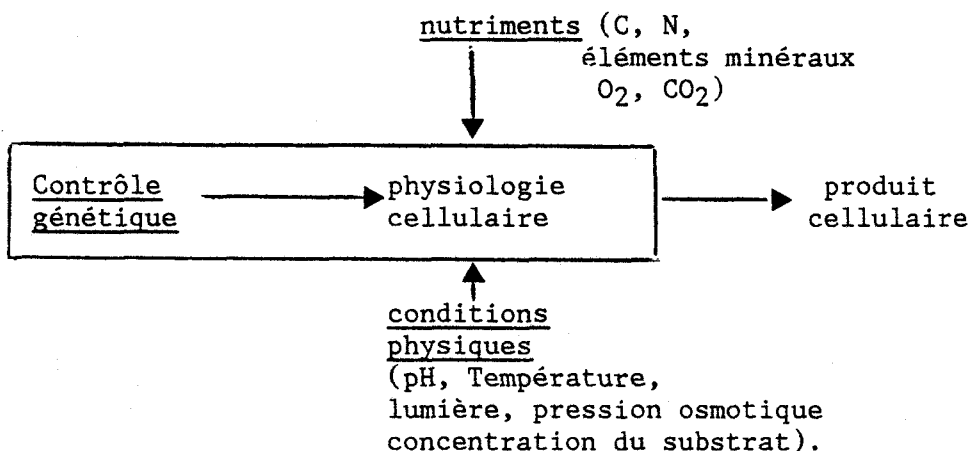 nutriments (C, N,
éléments minéraux
O2, CO2)
Contrôle
génétique
physiologie
cellulaire
produit
cellulaire
conditions
physiques
(pH, Température,
lumière, pression osmotique
concentration du substrat).